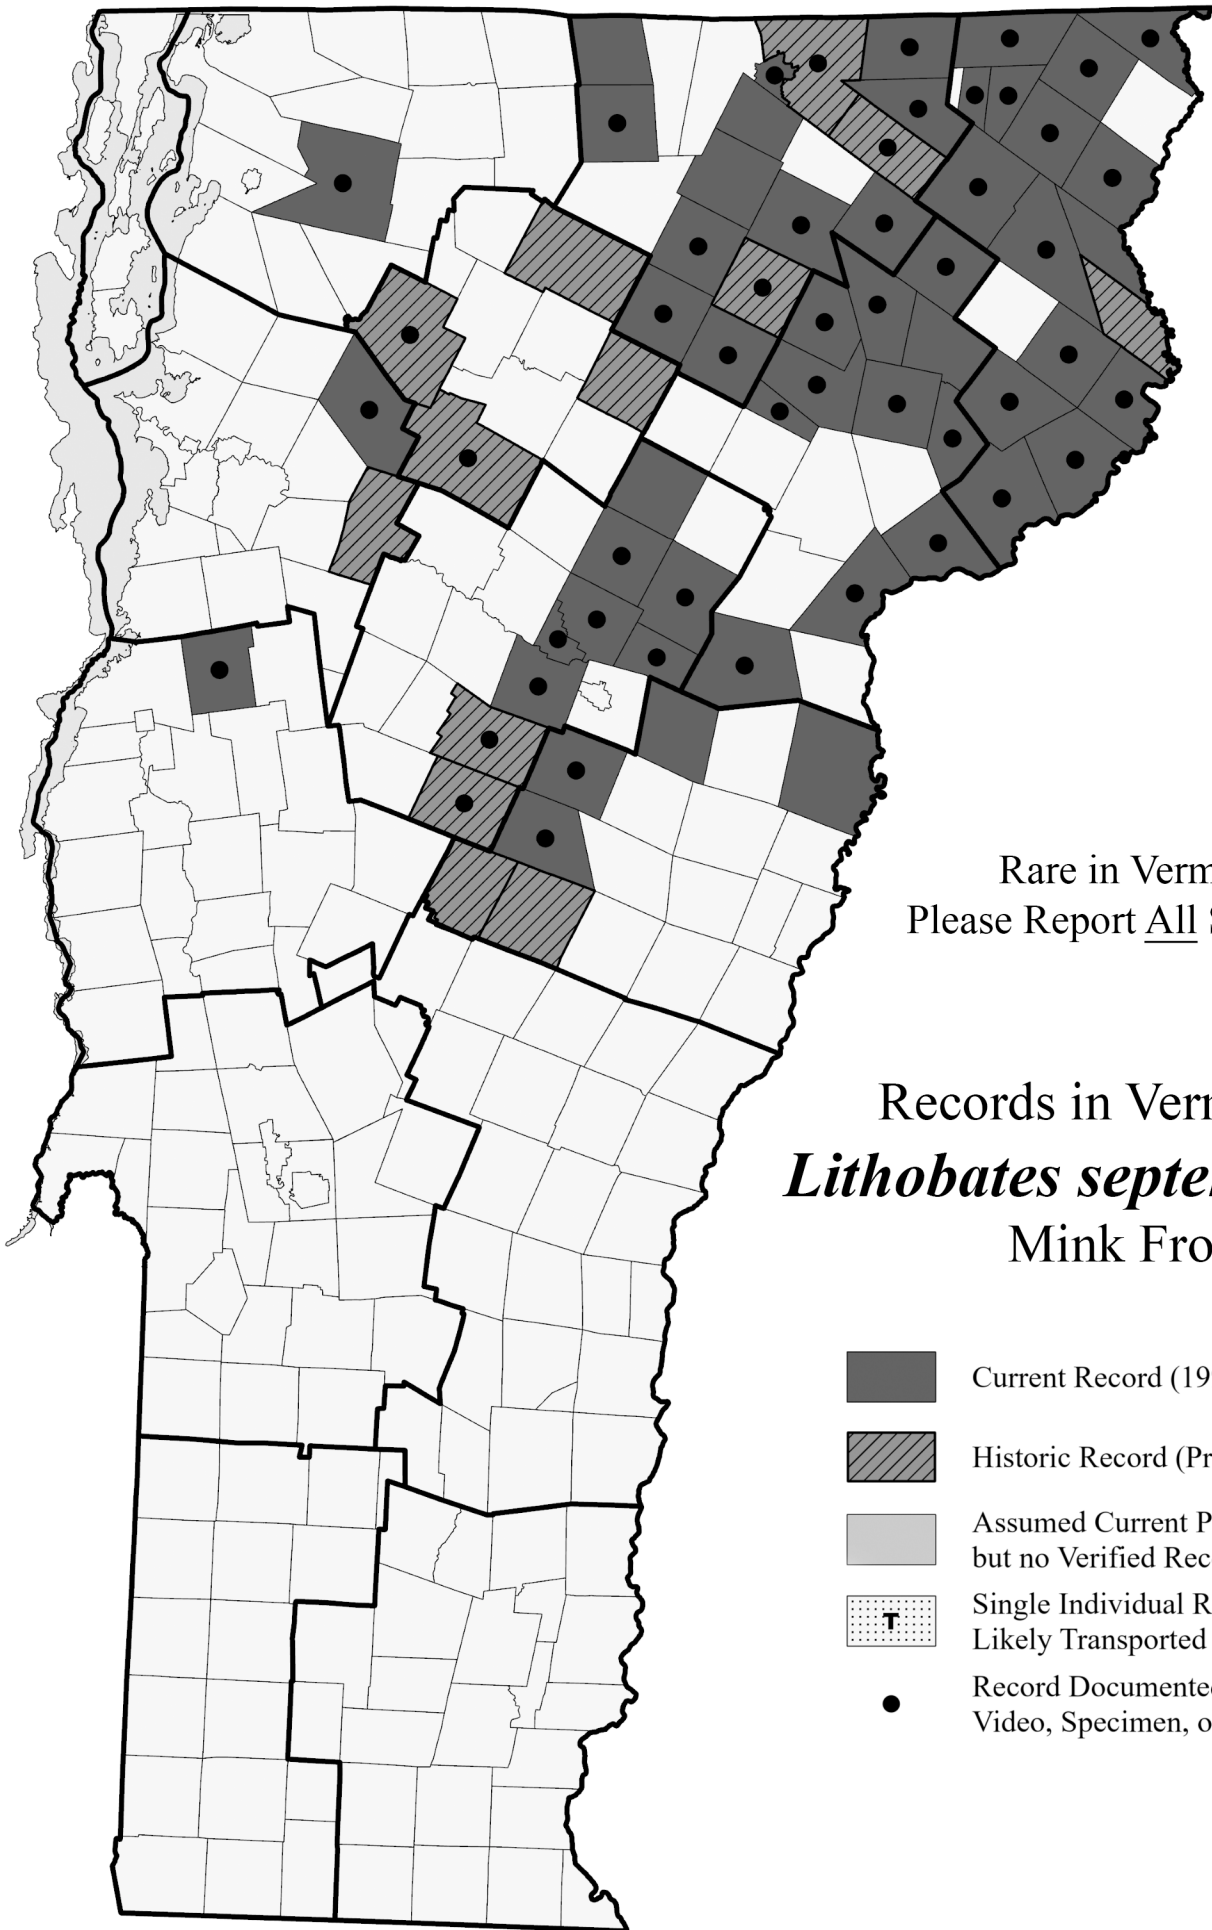 Rare in Verm
Please Report All S
Records in Verm
Lithobates septe
Mink Fro
Current Record (19
Historic Record (Pr
Assumed Current P
but no Verified Rec
T
Single Individual R
Likely Transported
Record Documente
Video, Specimen, o